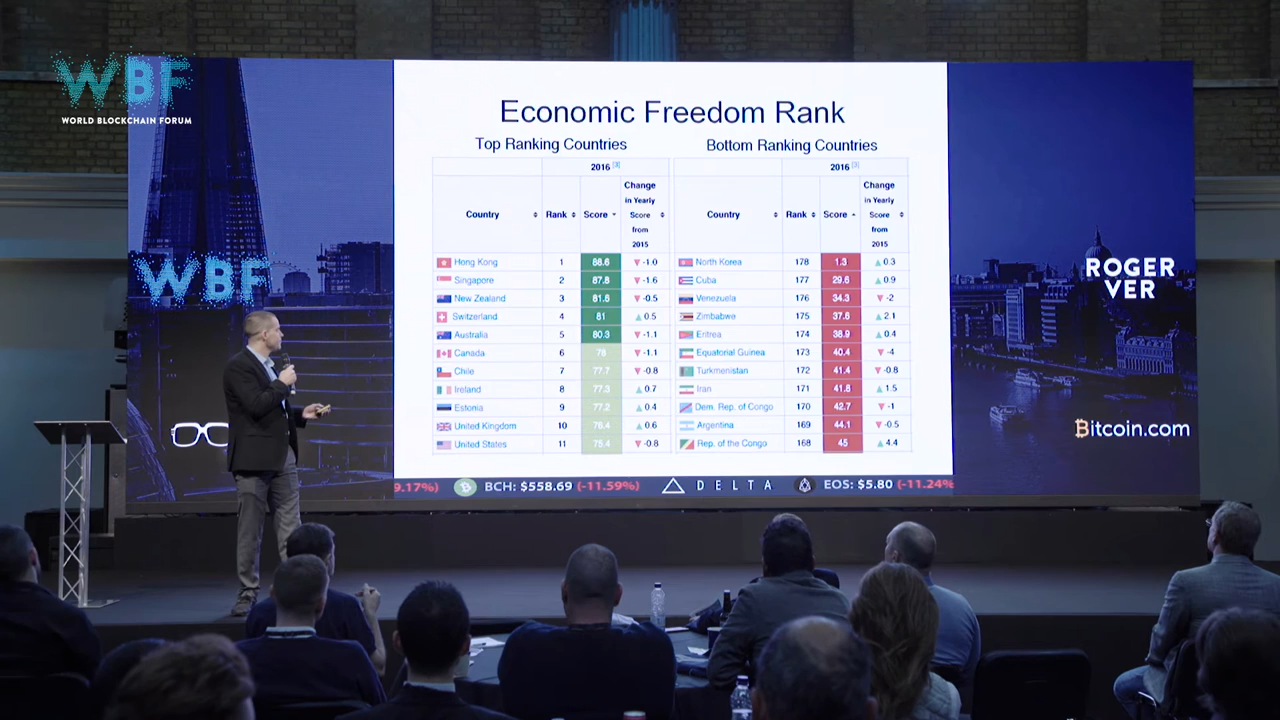 WBF
WORLD BLOCKCHAIN FORUM
WBF
Economic Freedom Rank
Top Ranking Countries
2016 [3]
Country Rank Score Change in Yearly Score from 2015
Hong Kong 1 88.6 ▼ -1.0
Singapore 2 87.8 ▼ -1.6
New Zealand 3 81.6 ▼ -0.5
Switzerland 4 81 ▲ 0.5
Australia 5 80.3 ▼ -1.1
Canada 6 78 ▼ -1.1
Chile 7 77.7 ▼ -0.8
Ireland 8 77.3 ▲ 0.7
Estonia 9 77.2 ▲ 0.4
United Kingdom 10 76.4 ▲ 0.6
United States 11 75.4 ▼ -0.8
Bottom Ranking Countries
2016 [3]
Country Rank Score Change in Yearly Score from 2015
North Korea 178 1.3 ▲ 0.3
Cuba 177 29.8 ▲ 0.9
Venezuela 176 34.3 ▼ -2
Zimbabwe 175 37.8 ▲ 2.1
Eritrea 174 38.9 ▲ 0.4
Equatorial Guinea 173 40.4 ▼ -4
Turkmenistan 172 41.4 ▼ -0.8
Iran 171 41.8 ▲ 1.5
Dem. Rep. of Congo 170 42.7 ▼ -1
Argentina 169 44.1 ▼ -0.5
Rep. of the Congo 168 45 ▲ 4.4
ROGER
VER
Bitcoin.com
9.17%) BCH: $558.69 (-11.59%) DELTA EOS: $5.80 (-11.24%